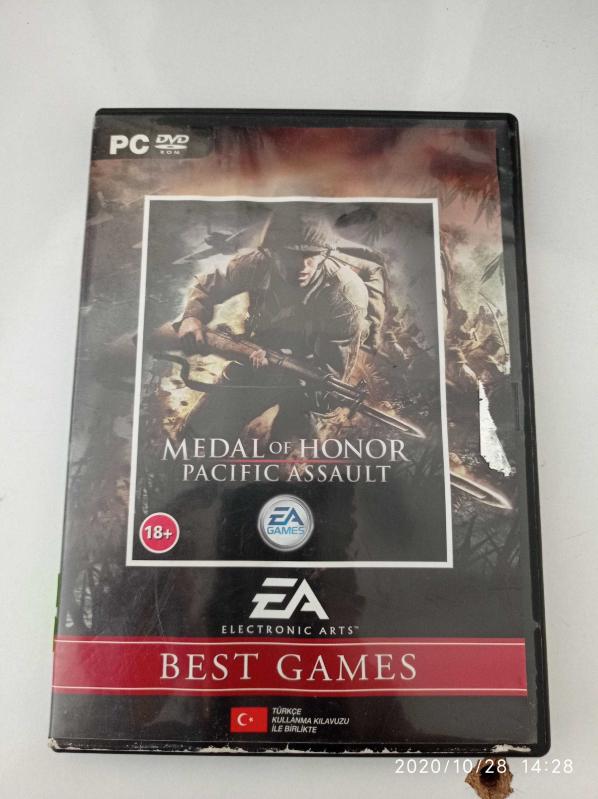 PC DVD
ROM
MEDAL OF HONOR
PACIFIC ASSAULT
18+
EA
GAMES
EA
ELECTRONIC ARTS™
BEST GAMES
TÜRKÇE
KULLANMA KILAVUZU
İLE BİRLİKTE
2020/10/28 14:28